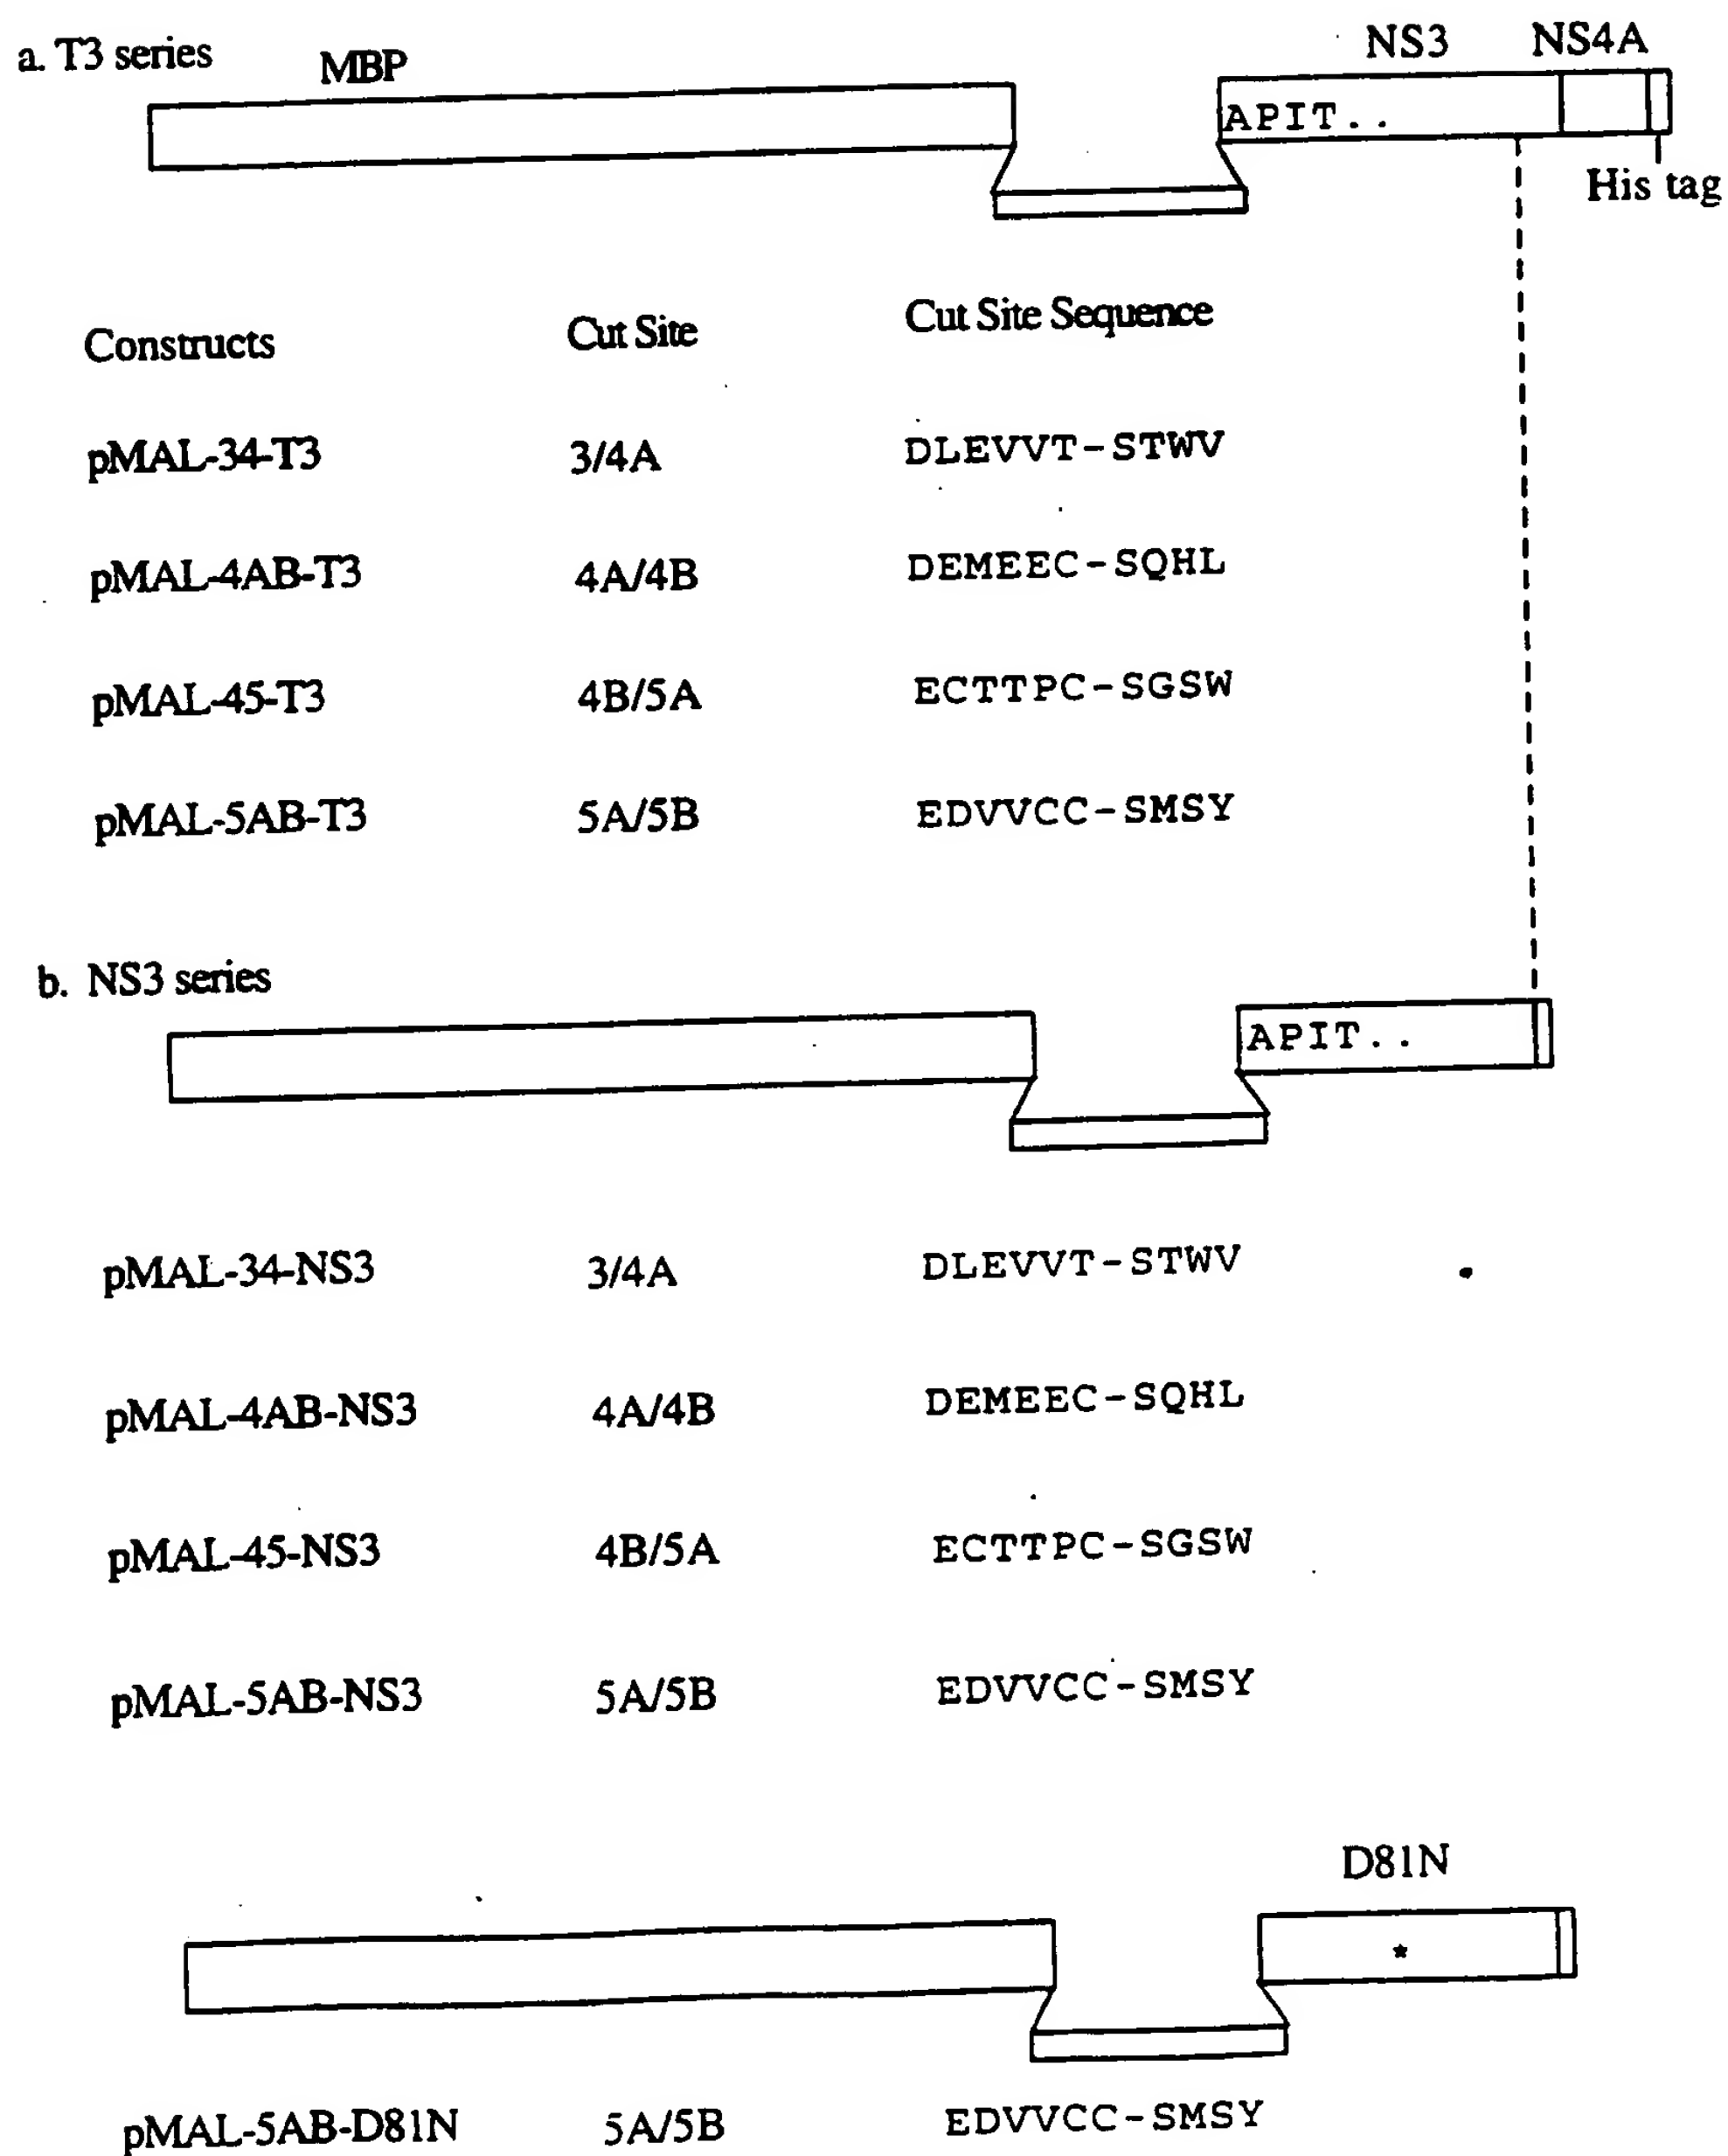 a. T3 series MBP NS3 NS4A
APIT..
His tag
Constructs Cut Site Cut Site Sequence
pMAL-34-T3 3/4A DLEVVT-STWV
pMAL-4AB-T3 4A/4B DEMEEC-SQHL
pMAL-45-T3 4B/5A ECTTPC-SGSW
pMAL-5AB-T3 5A/5B EDVVCC-SMSY
b. NS3 series
APIT..
pMAL-34-NS3 3/4A DLEVVT-STWV
pMAL-4AB-NS3 4A/4B DEMEEC-SQHL
pMAL-45-NS3 4B/5A ECTTPC-SGSW
pMAL-5AB-NS3 5A/5B EDVVCC-SMSY
D81N
*
pMAL-5AB-D81N 5A/5B EDVVCC-SMSY